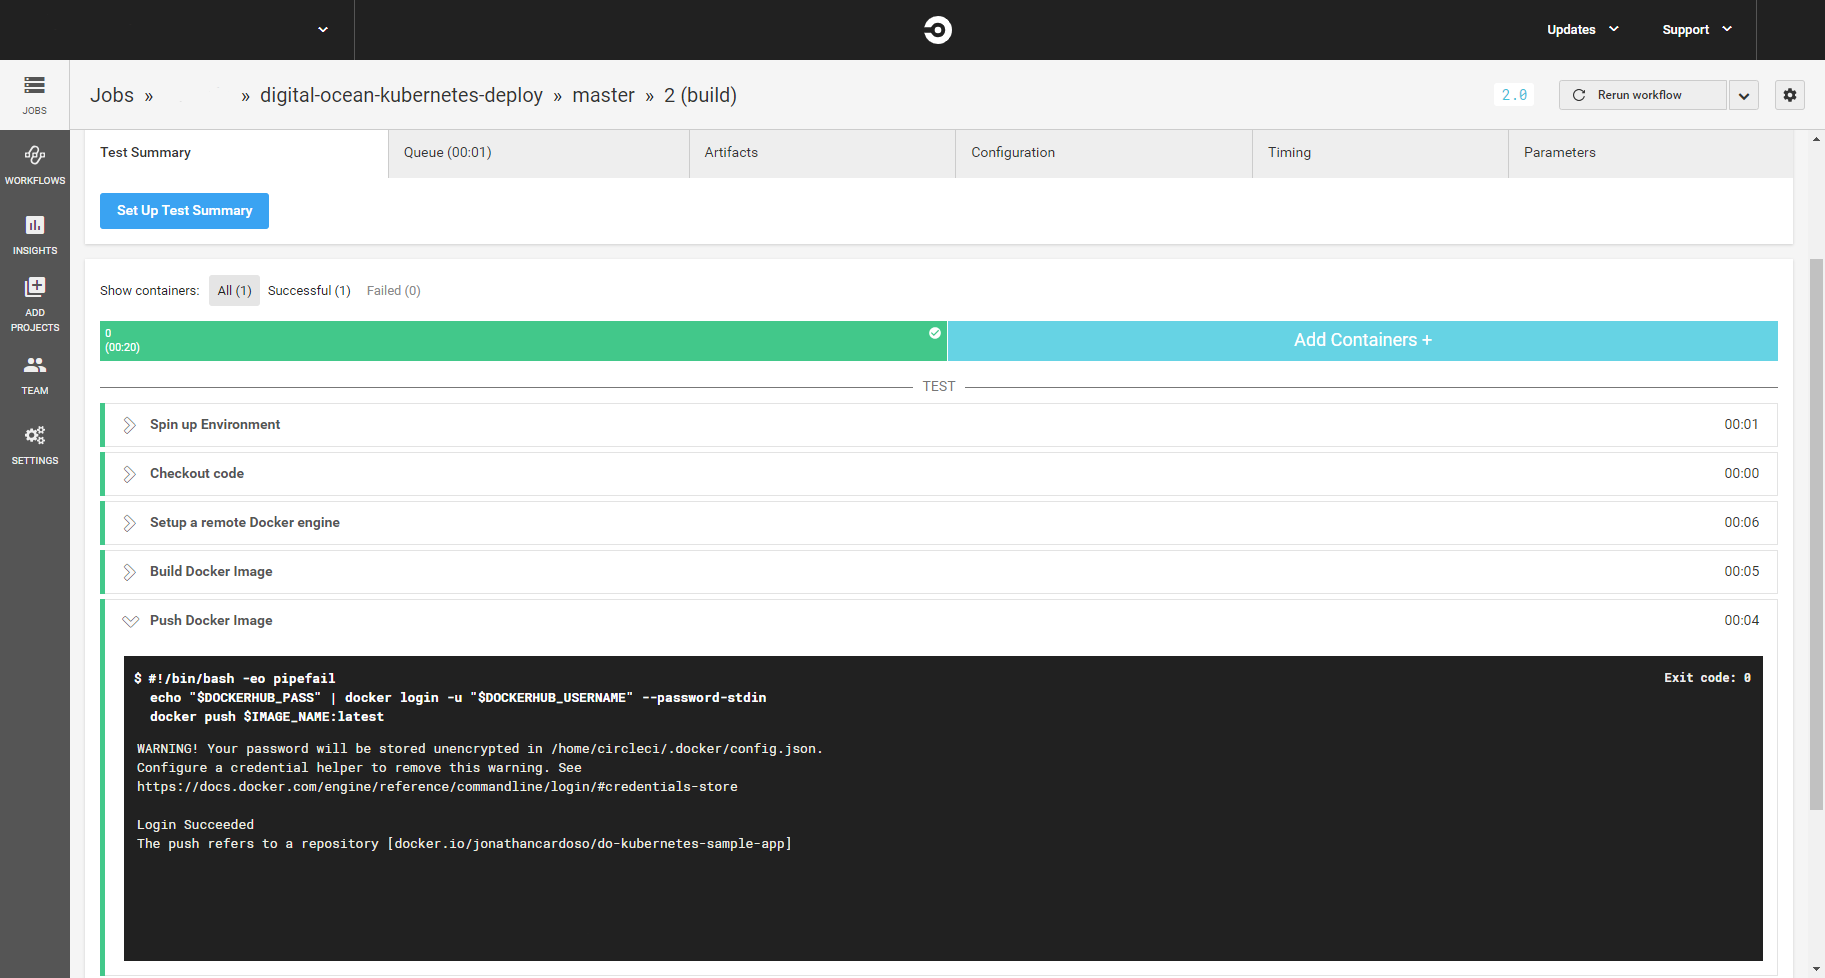 Updates
Support
JOBS
Jobs » » digital-ocean-kubernetes-deploy » master » 2 (build)
2.0
Rerun workflow
WORKFLOWS
INSIGHTS
ADD
PROJECTS
TEAM
SETTINGS
Test Summary
Queue (00:01)
Artifacts
Configuration
Timing
Parameters
Set Up Test Summary
Show containers: All (1) Successful (1) Failed (0)
0
(00:20)
Add Containers +
TEST
Spin up Environment 00:01
Checkout code 00:00
Setup a remote Docker engine 00:06
Build Docker Image 00:05
Push Docker Image 00:04
$ #!/bin/bash -eo pipefail
Exit code: 0
echo "$DOCKERHUB_PASS" | docker login -u "$DOCKERHUB_USERNAME" --password-stdin
docker push $IMAGE_NAME:latest
WARNING! Your password will be stored unencrypted in /home/circleci/.docker/config.json.
Configure a credential helper to remove this warning. See
https://docs.docker.com/engine/reference/commandline/login/#credentials-store
Login Succeeded
The push refers to a repository [docker.io/jonathancardoso/do-kubernetes-sample-app]